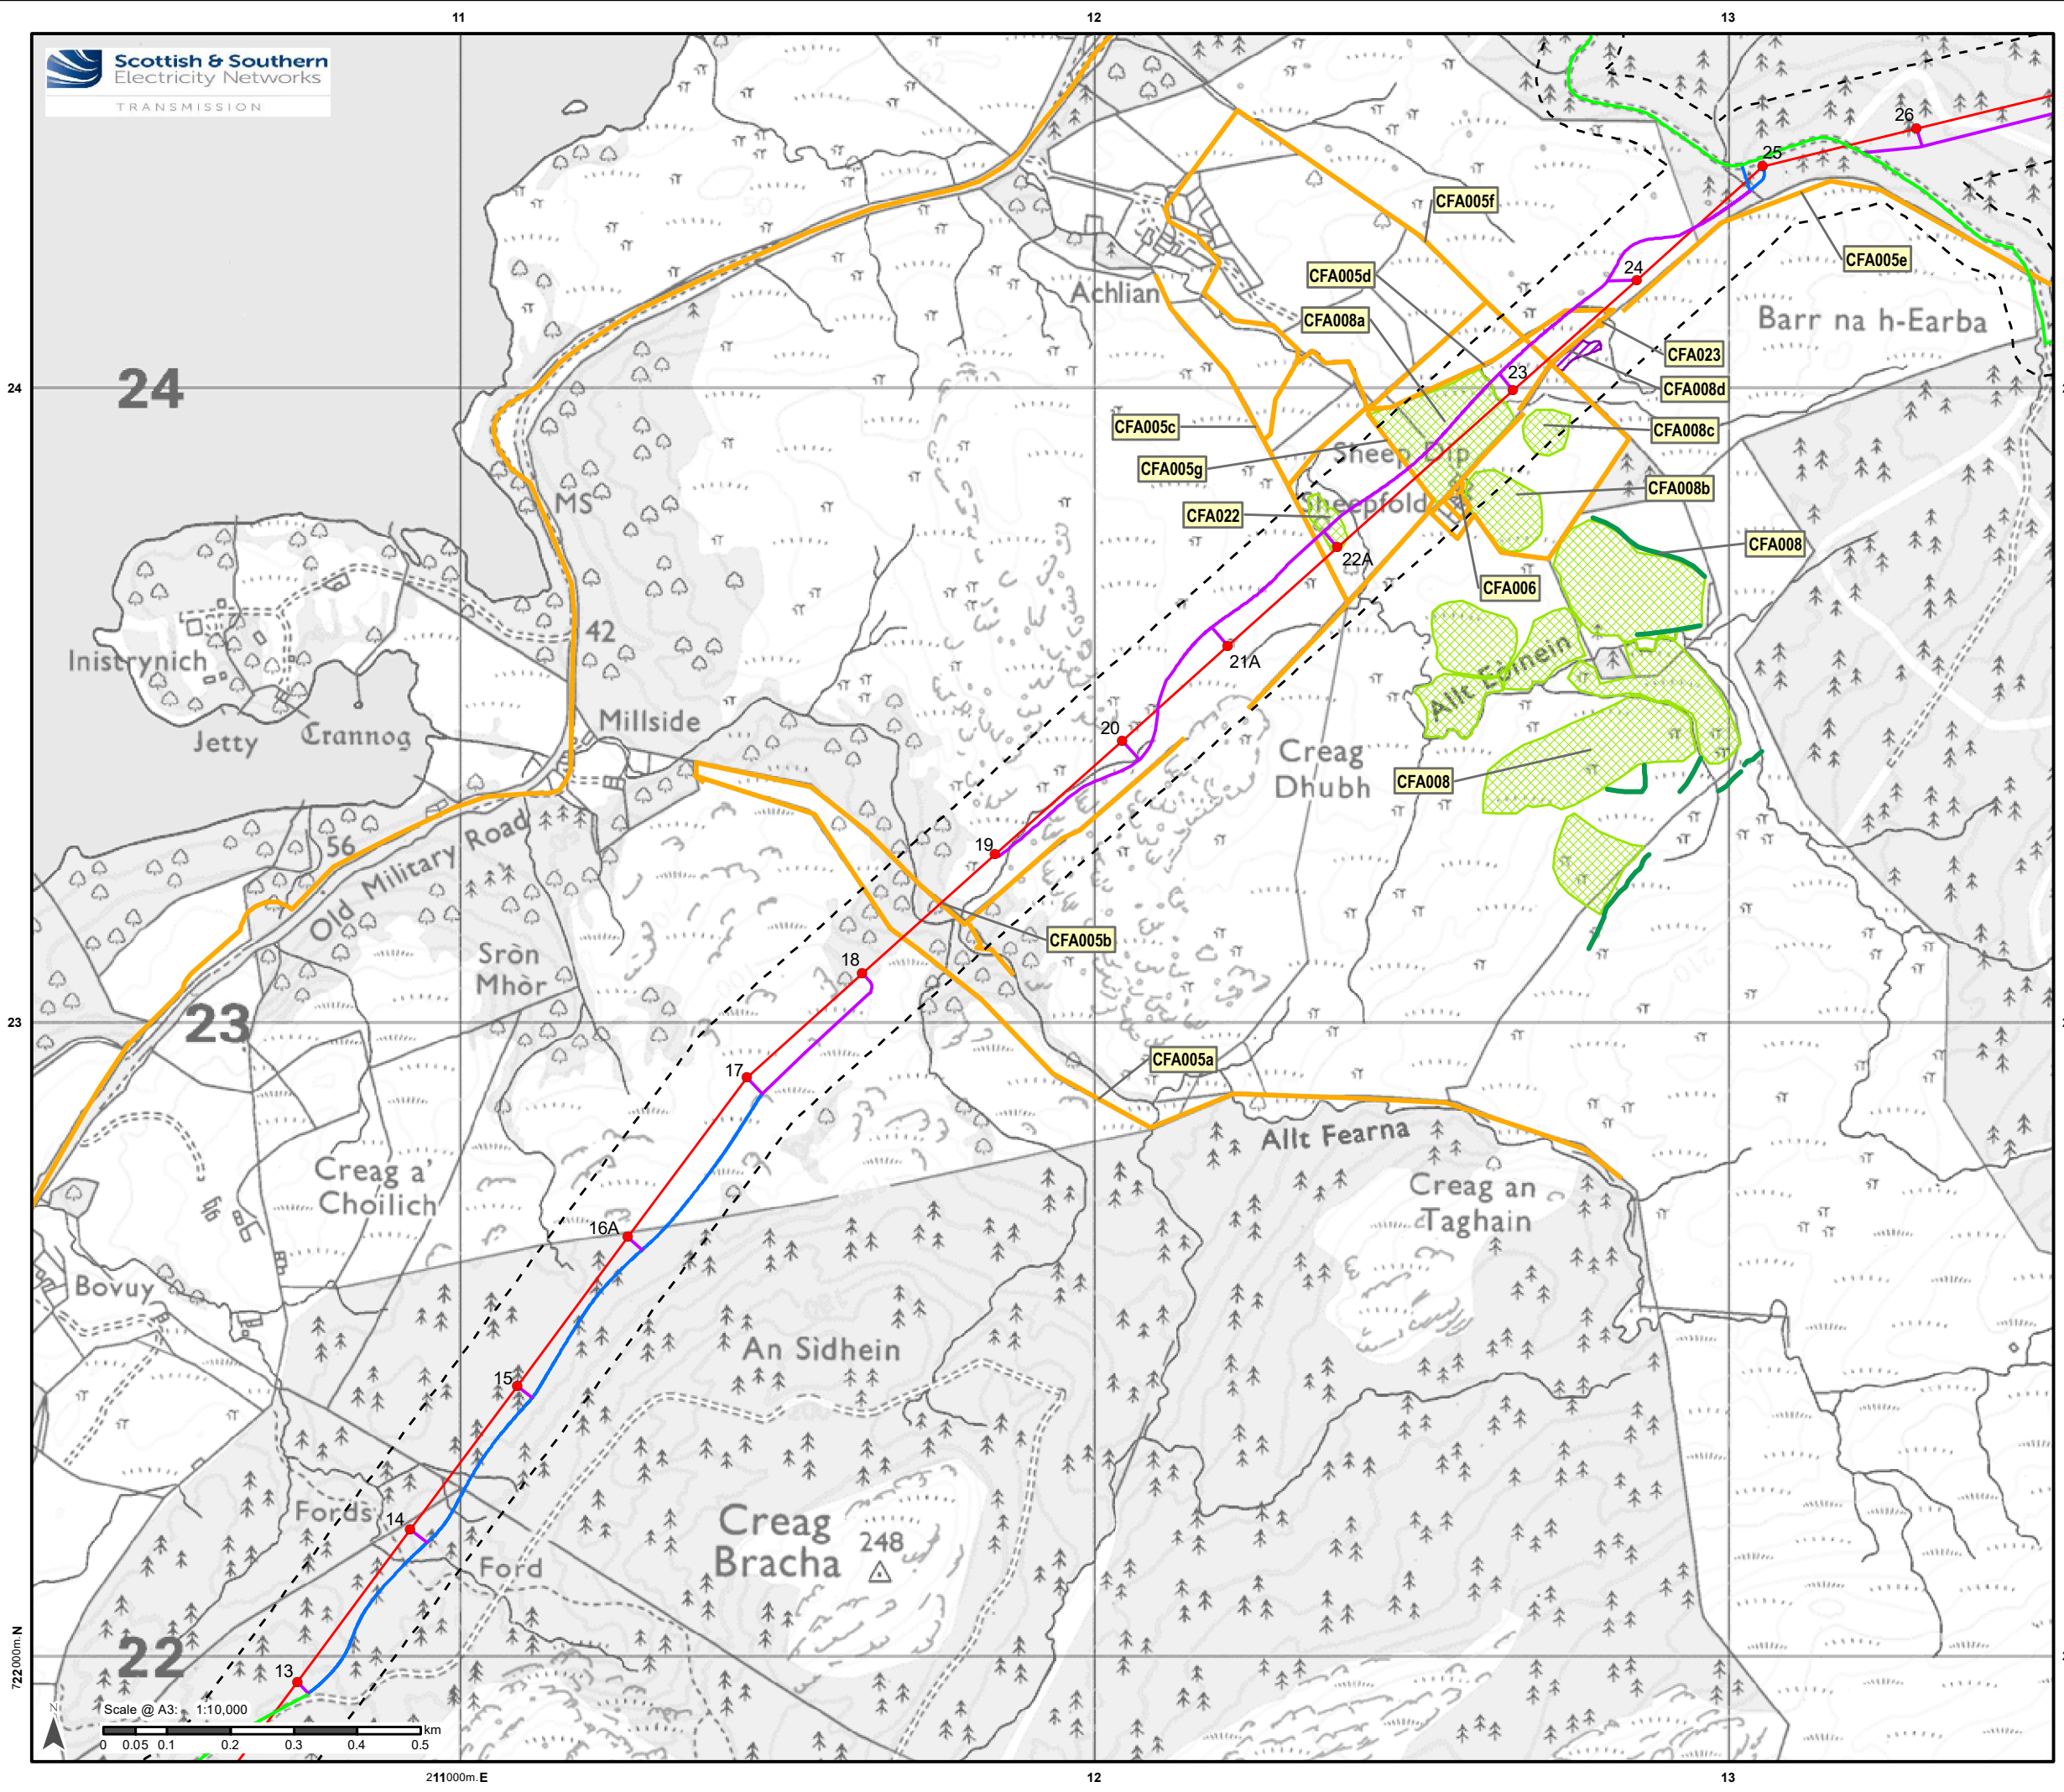 11
12
13
Scottish & Southern
Electricity Networks
TRANSMISSION
26
25
CFA005f
CFA005e
24
CFA005d
Achlian
CFA008a
Barr na h-Earba
CFA023
24
24
23
CFA008d
CFA005c
CFA008c
Sheep Dip
CFA005g
CFA008b
MS
Sheepfold
CFA022
CFA008
22A
CFA006
42
Inistrynich
21A
Allt Eoinein
Millside
20
Jetty
Crannog
Creag
Dhubh
CFA008
56
19
Old Military Road
CFA005b
Sròn
Mhòr
18
23
23
17
CFA005a
Allt Fearna
Creag a'
Choilich
Creag an
Taghain
16A
Bovuy
An Sìdhein
15
Fords
14
Creag
Bracha
248
Ford
22
722000m.N
13
N
Scale @ A3: 1:10,000
km
0 0.05 0.1 0.2 0.3 0.4 0.5
211000m.E
12
13